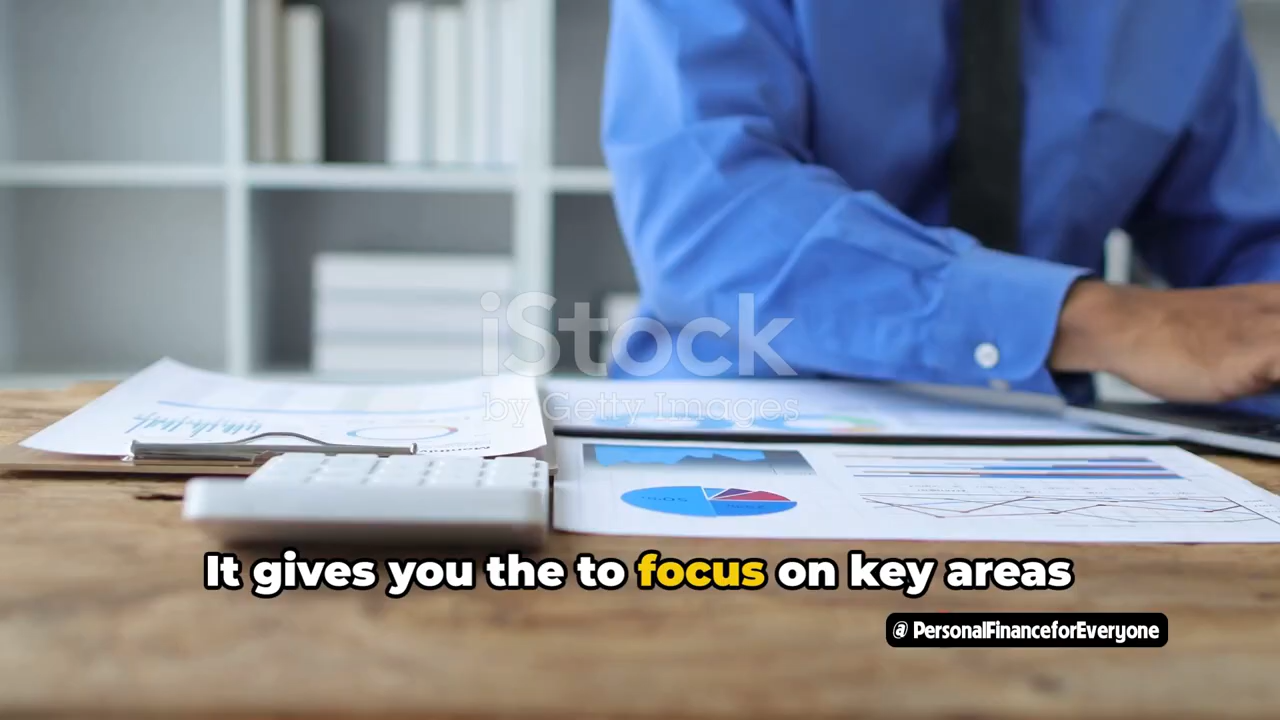 iStock
by Getty Images
It gives you the to focus on key areas
@ PersonalFinanceforEveryone